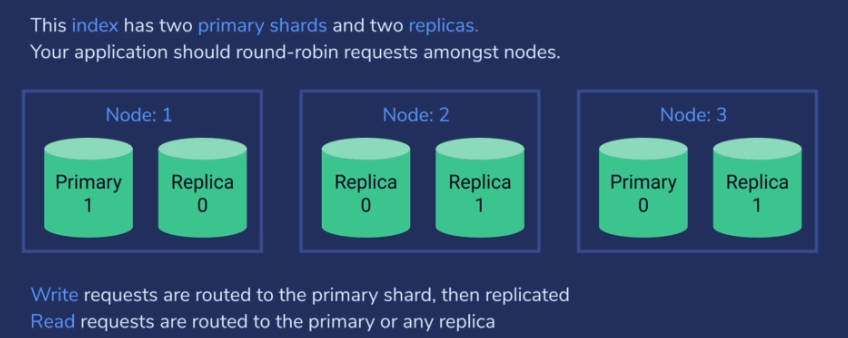 This index has two primary shards and two replicas.
Your application should round-robin requests amongst nodes.
Node: 1
Primary
1
Replica
0
Node: 2
Replica
0
Replica
1
Node: 3
Primary
0
Replica
1
Write requests are routed to the primary shard, then replicated
Read requests are routed to the primary or any replica